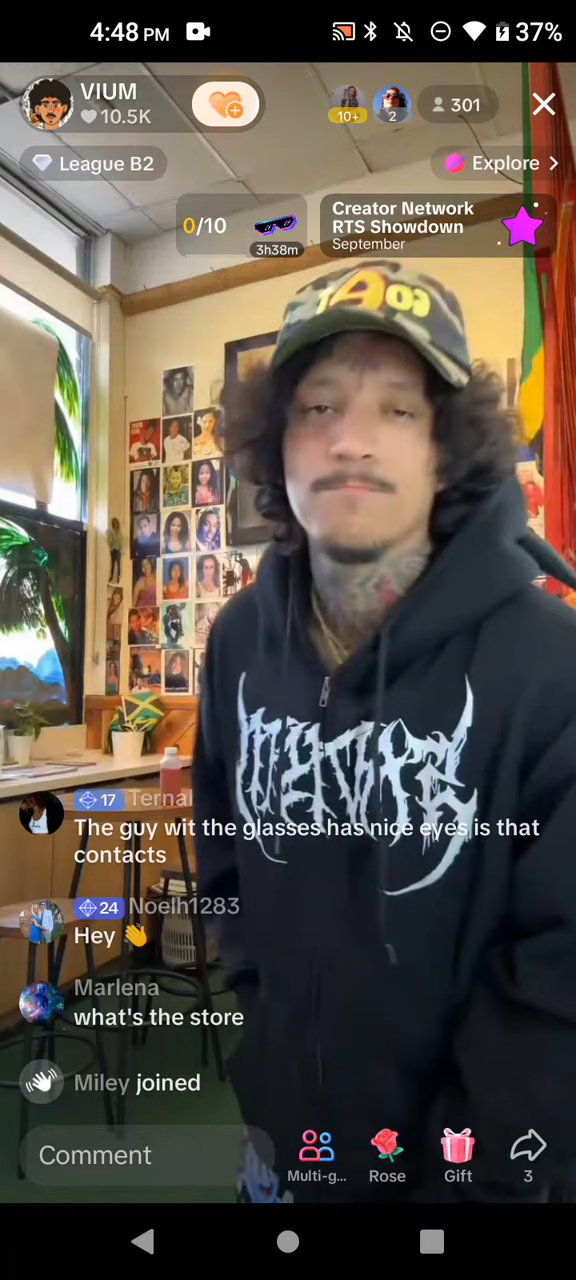 4:48 PM
37%
VIUM
10.5K
10+
2
301
League B2
Explore
0/10
3h38m
Creator Network
RTS Showdown
September
17 Ternal
The guy wit the glasses has nice eyes is that
contacts
24 Noelh1283
Hey 👋
Marlena
what's the store
Miley joined
Comment
Multi-g...
Rose
Gift
3